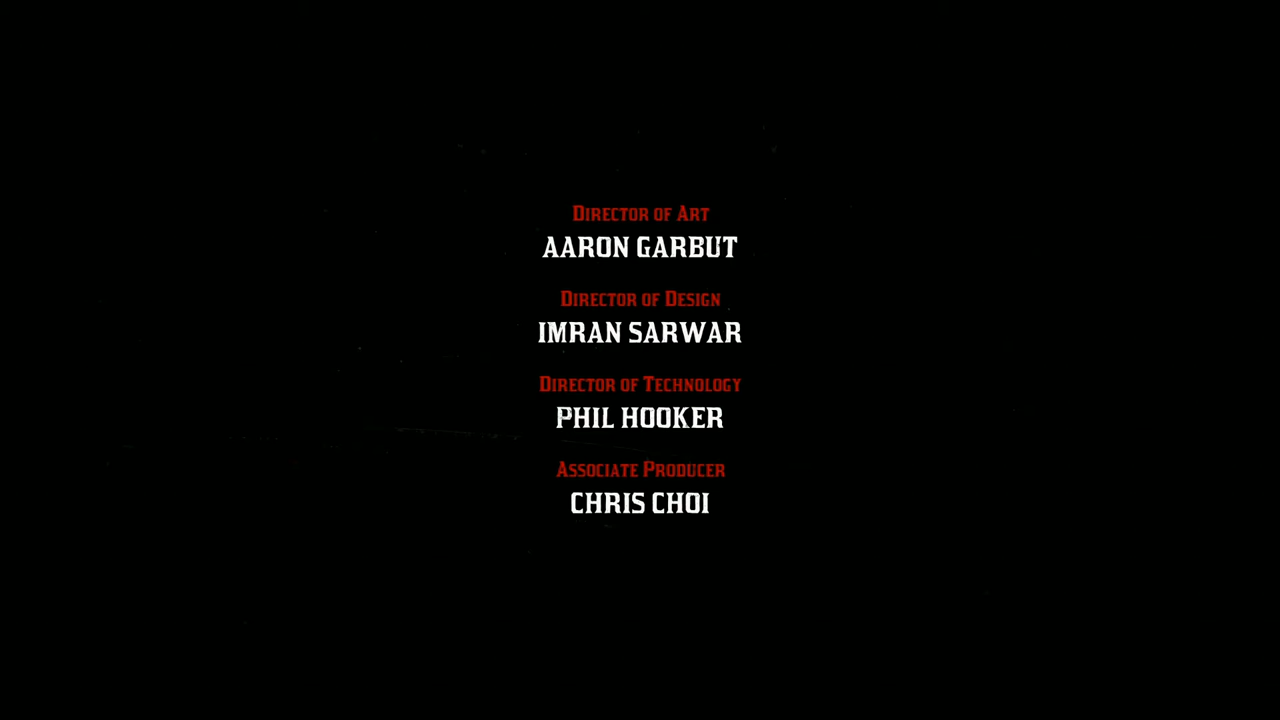 Director of Art
AARON GARBUT
Director of Design
IMRAN SARWAR
Director of Technology
PHIL HOOKER
Associate Producer
CHRIS CHOI